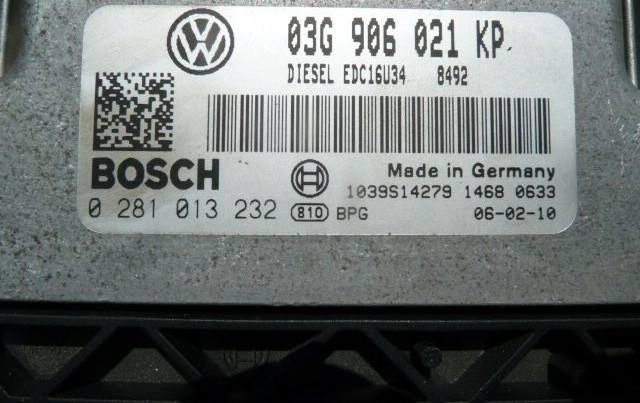 03G 906 021 KP
DIESEL EDC16U34 8492
BOSCH
Made in Germany
1039S14279 1468 0633
0 281 013 232 810 BPG 06-02-10